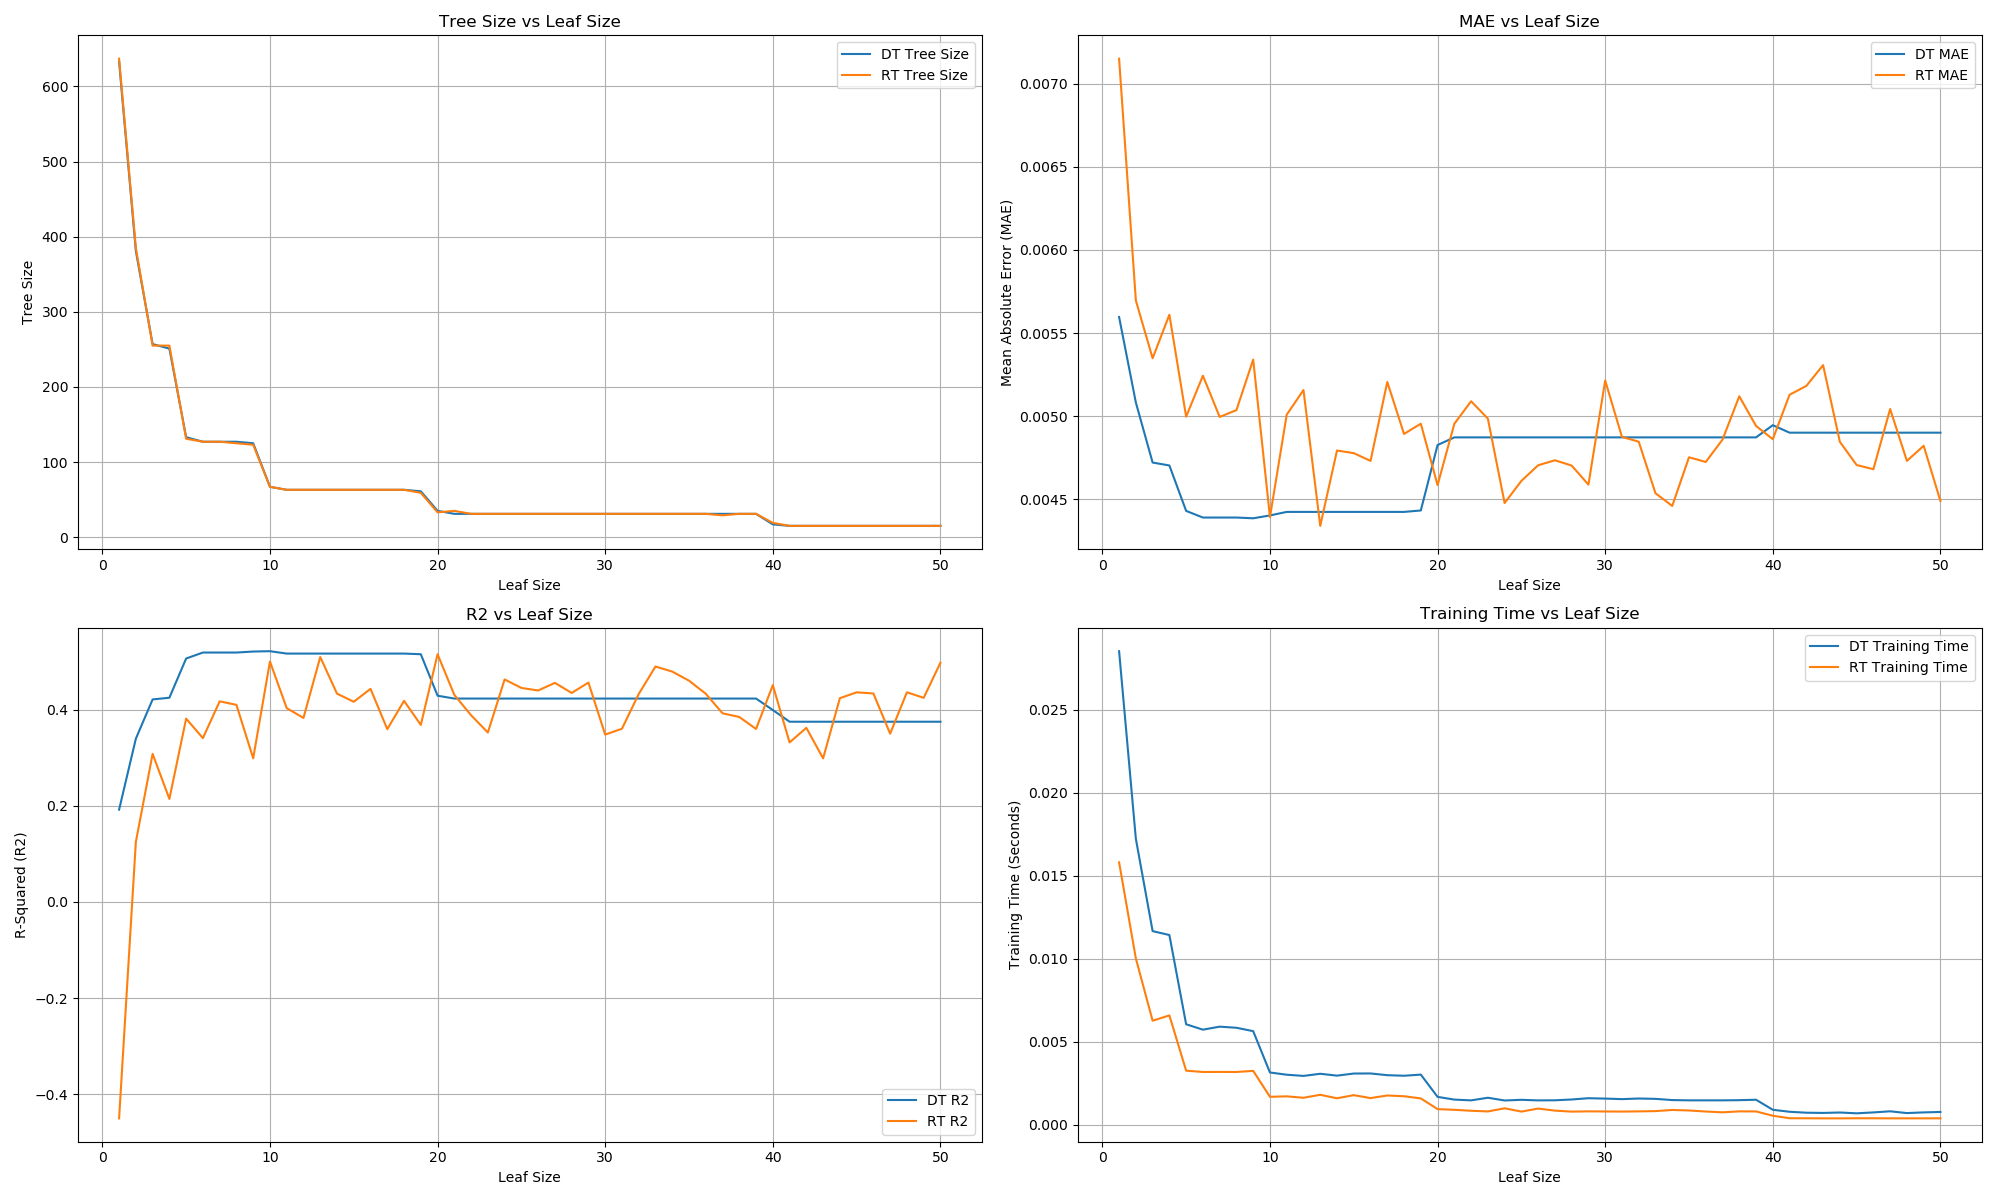 Tree Size vs Leaf Size
DT Tree Size
RT Tree Size
600
500
400
300
200
100
0
Tree Size
0 10 20 30 40 50
Leaf Size
MAE vs Leaf Size
DT MAE
RT MAE
0.0070
0.0065
0.0060
0.0055
0.0050
0.0045
Mean Absolute Error (MAE)
0 10 20 30 40 50
Leaf Size
R2 vs Leaf Size
0.4
0.2
0.0
−0.2
−0.4
R-Squared (R2)
DT R2
RT R2
0 10 20 30 40 50
Leaf Size
Training Time vs Leaf Size
DT Training Time
RT Training Time
0.025
0.020
0.015
0.010
0.005
0.000
Training Time (Seconds)
0 10 20 30 40 50
Leaf Size